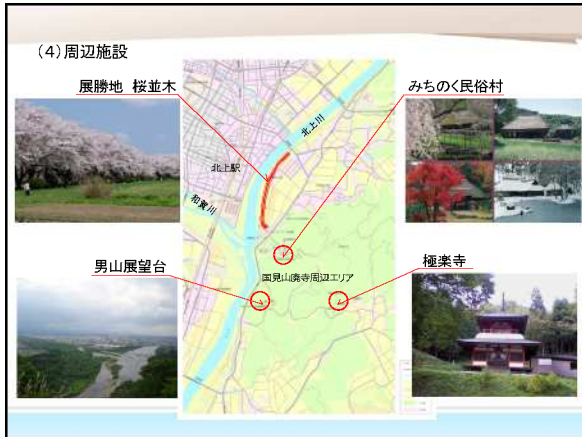 （4）周辺施設
展勝地 桜並木
みちのく民俗村
北上川
北上駅
和賀川
男山展望台
国見山廃寺周辺エリア
極楽寺